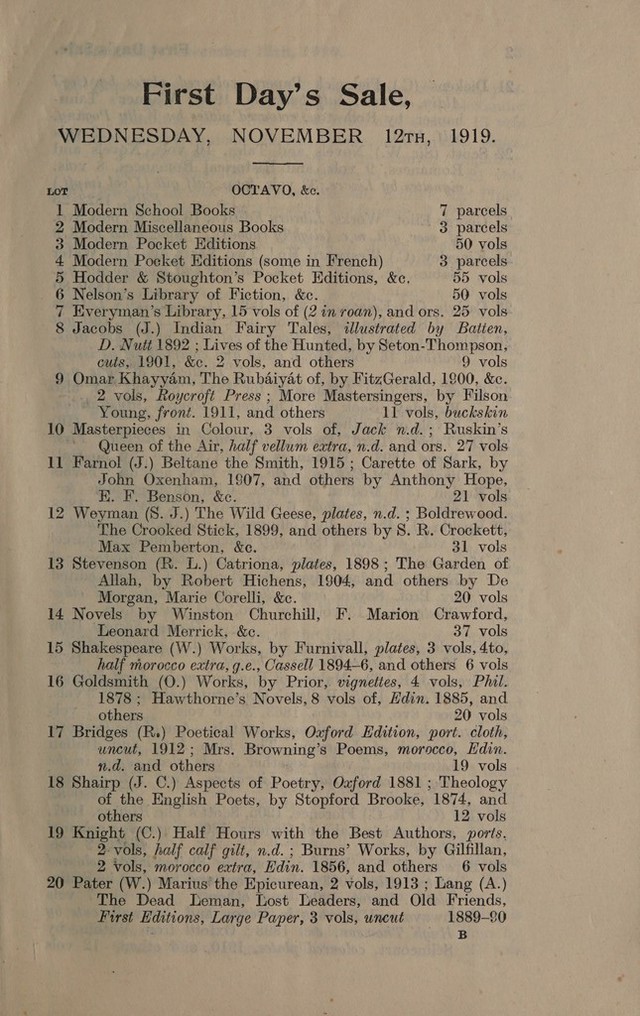 First Day's Sale,
WEDNESDAY, NOVEMBER 12TH, 1919.
LOT OCTAVO, &c.
1 Modern School Books 7 parcels
2 Modern Miscellaneous Books 3 parcels
3 Modern Pocket Editions 50 vols
4 Modern Pocket Editions (some in French) 3 parcels
5 Hodder & Stoughton's Pocket Editions, &c. 55 vols
6 Nelson's Library of Fiction, &c. 50 vols
7 Everyman's Library, 15 vols of (2 in roan), and ors. 25 vols
8 Jacobs (J.) Indian Fairy Tales, illustrated by Batten,
D. Nutt 1892 ; Lives of the Hunted, by Seton-Thompson,
cuts, 1901, &c. 2 vols, and others 9 vols
9 Omar Khayyám, The Rubáiyát of, by FitzGerald, 1900, &c.
2 vols, Roycroft Press ; More Mastersingers, by Filson
Young, front. 1911, and others 11 vols, buckskin
10 Masterpieces in Colour, 3 vols of, Jack n.d. ; Ruskin's
Queen of the Air, half vellum extra, n.d. and ors. 27 vols
11 Farnol (J.) Beltane the Smith, 1915 ; Carette of Sark, by
John Oxenham, 1907, and others by Anthony Hope,
E. F. Benson, &c. 21 vols
12 Weyman (S. J.) The Wild Geese, plates, n.d. ; Boldrewood.
The Crooked Stick, 1899, and others by S. R. Crockett,
Max Pemberton, &c. 31 vols
13 Stevenson (R. L.) Catriona, plates, 1898 ; The Garden of
Allah, by Robert Hichens, 1904, and others by De
Morgan, Marie Corelli, &c. 20 vols
14 Novels by Winston Churchill, F. Marion Crawford,
Leonard Merrick, &c. 37 vols
15 Shakespeare (W.) Works, by Furnivall, plates, 3 vols, 4to,
half morocco extra, g.e., Cassell 1894-6, and others 6 vols
16 Goldsmith (O.) Works, by Prior, vignettes, 4 vols, Phil.
1878 ; Hawthorne's Novels, 8 vols of, Edin. 1885, and
others 20 vols
17 Bridges (R.) Poetical Works, Oxford Edition, port. cloth,
uncut, 1912 ; Mrs. Browning's Poems, morocco, Edin.
n.d. and others 19 vols
18 Shairp (J. C.) Aspects of Poetry, Oxford 1881 ; Theology
of the English Poets, by Stopford Brooke, 1874, and
others 12 vols
19 Knight (C.) Half Hours with the Best Authors, ports,
2 vols, half calf gilt, n.d. ; Burns' Works, by Gilfillan,
2 vols, morocco extra, Edin. 1856, and others 6 vols
20 Pater (W.) Marius the Epicurean, 2 vols, 1913 ; Lang (A.)
The Dead Leman, Lost Leaders, and Old Friends,
First Editions, Large Paper, 3 vols, uncut 1889-90
B